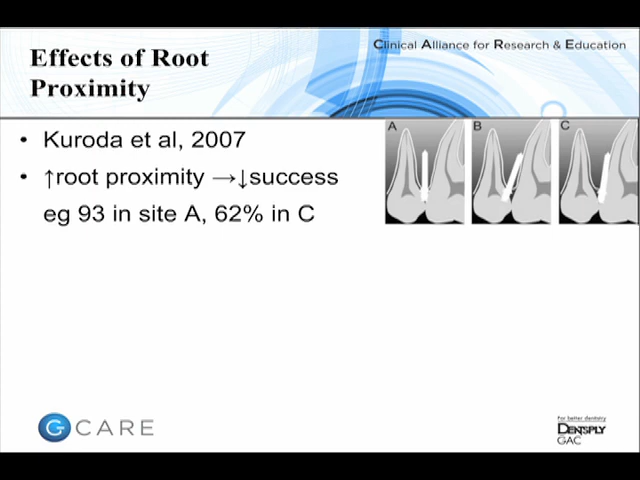 Clinical Alliance for Research & Education
Effects of Root
Proximity
• Kuroda et al, 2007
• ↑root proximity →↓success
eg 93 in site A, 62% in C
A B C
G CARE
For better dentistry
DENTSPLY
GAC